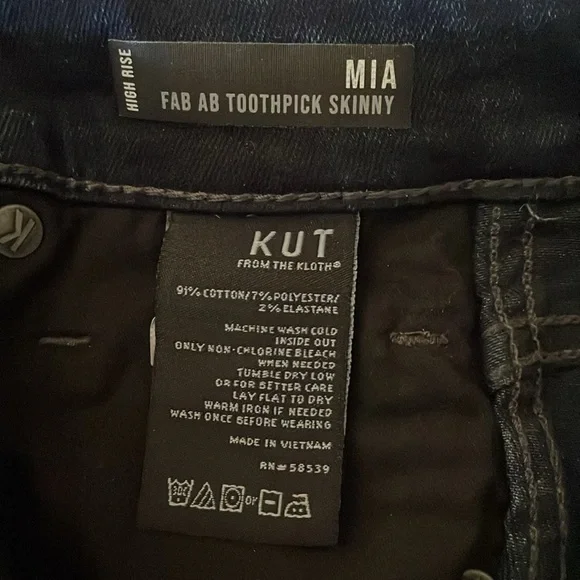 HIGH RISE
MIA
FAB AB TOOTHPICK SKINNY
K
KUT
FROM THE KLOTH®
91% COTTON/7% POLYESTER/
2% ELASTANE
MACHINE WASH COLD
INSIDE OUT
ONLY NON-CHLORINE BLEACH
WHEN NEEDED
TUMBLE DRY LOW
OR FOR BETTER CARE
LAY FLAT TO DRY
WARM IRON IF NEEDED
WASH ONCE BEFORE WEARING
MADE IN VIETNAM
RN# 58539
30C OR